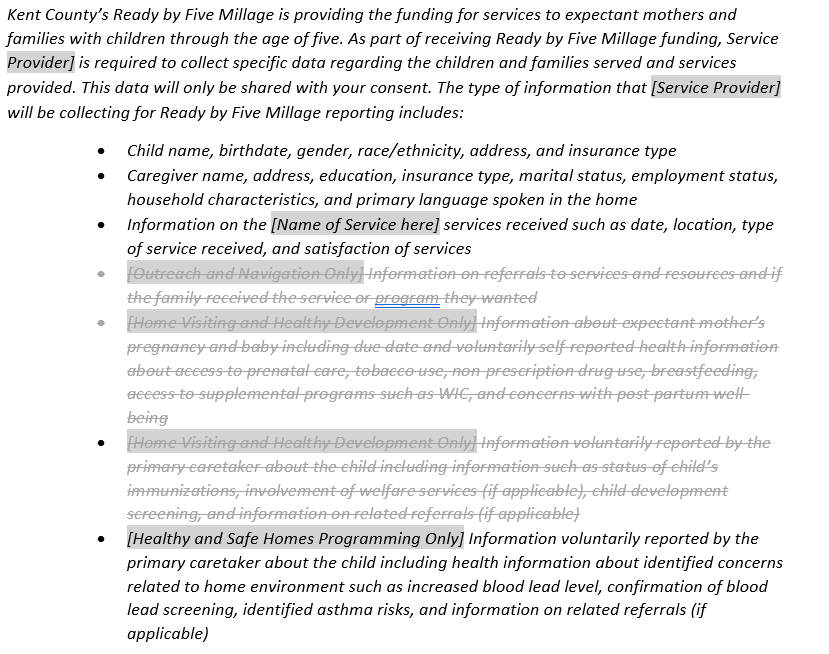 Kent County’s Ready by Five Millage is providing the funding for services to expectant mothers and
families with children through the age of five. As part of receiving Ready by Five Millage funding, Service
Provider] is required to collect specific data regarding the children and families served and services
provided. This data will only be shared with your consent. The type of information that [Service Provider]
will be collecting for Ready by Five Millage reporting includes:
• Child name, birthdate, gender, race/ethnicity, address, and insurance type
• Caregiver name, address, education, insurance type, marital status, employment status,
household characteristics, and primary language spoken in the home
• Information on the [Name of Service here] services received such as date, location, type
of service received, and satisfaction of services
• [Outreach and Navigation Only] Information on referrals to services and resources and if
the family received the service or program they wanted
• [Home Visiting and Healthy Development Only] Information about expectant mother’s
pregnancy and baby including due date and voluntarily self-reported health information
about access to prenatal care, tobacco use, non-prescription drug use, breastfeeding,
access to supplemental programs such as WIC, and concerns with post-partum well-
being
• [Home Visiting and Healthy Development Only] Information voluntarily reported by the
primary caretaker about the child including information such as status of child’s
immunizations, involvement of welfare services (if applicable), child development
screening, and information on related referrals (if applicable)
• [Healthy and Safe Homes Programming Only] Information voluntarily reported by the
primary caretaker about the child including health information about identified concerns
related to home environment such as increased blood lead level, confirmation of blood
lead screening, identified asthma risks, and information on related referrals (if
applicable)